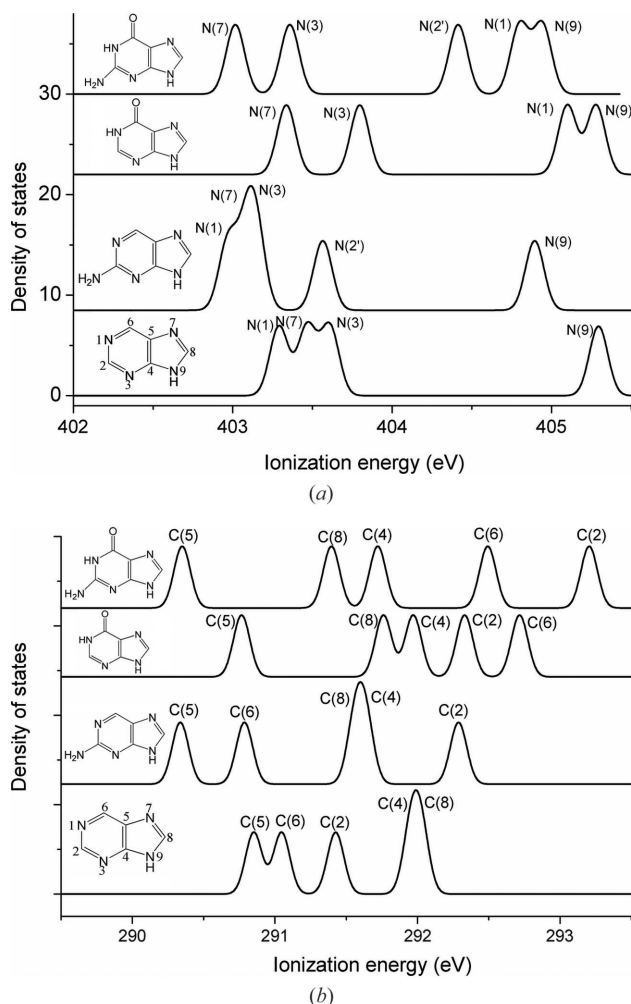 O
N(7) N(3) N(2') N(1) N(9)
HN N
H₂N N N
H
30
O
N(7) N(3) N(1) N(9)
HN N
N N
H
20
N(7) N(3)
N(1) N(2') N(9)
N N
H₂N N N
H
10
6 7
N(1) N(7) N(3) N(9)
1 N 5 N
8
2 4 N 9
N
3 H
0
402 403 404 405
Density of states
Ionization energy (eV)
(a)
O
C(5) C(8) C(4) C(6) C(2)
HN N
H₂N N N
H
O
C(5) C(8) C(4) C(2) C(6)
HN N
N N
H
C(5) C(6) C(8) C(4) C(2)
N N
H₂N N N
H
6 7
C(5) C(6) C(2) C(4) C(8)
1 N 5 N
8
2 4 N 9
N
3 H
290 291 292 293
Density of states
Ionization energy (eV)
(b)